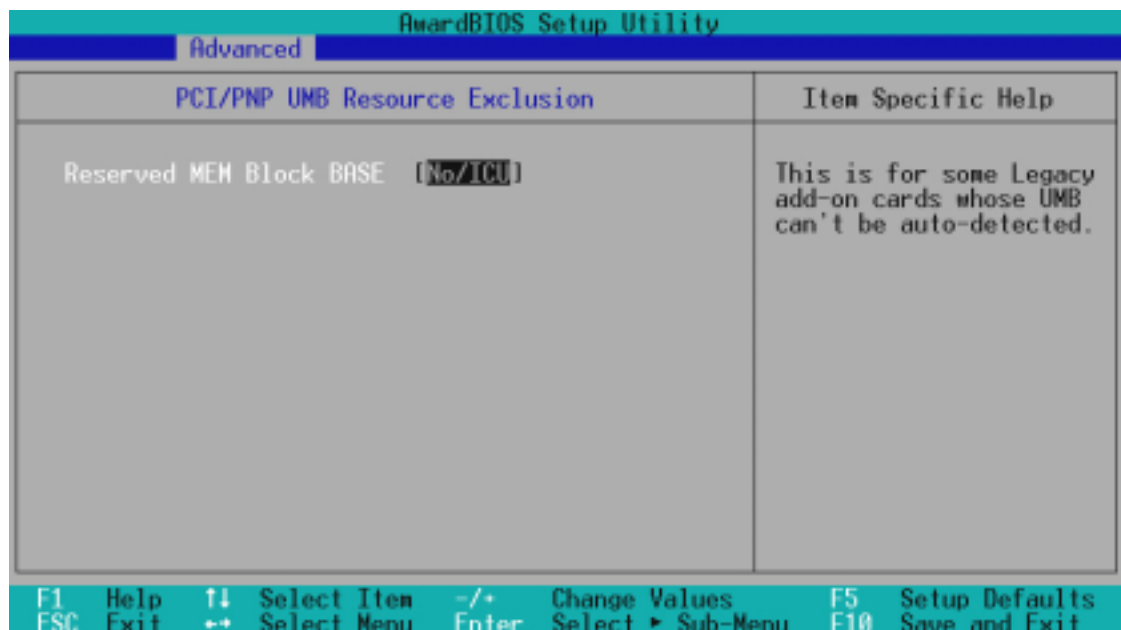 AwardBIOS Setup Utility
Advanced
PCI/PNP UMB Resource Exclusion
Item Specific Help
Reserved MEM Block BASE [No/ICU]
This is for some Legacy
add-on cards whose UMB
can't be auto-detected.
F1 Help ↑↓ Select Item -/+ Change Values F5 Setup Defaults
ESC Exit ←→ Select Menu Enter Select ► Sub-Menu F10 Save and Exit